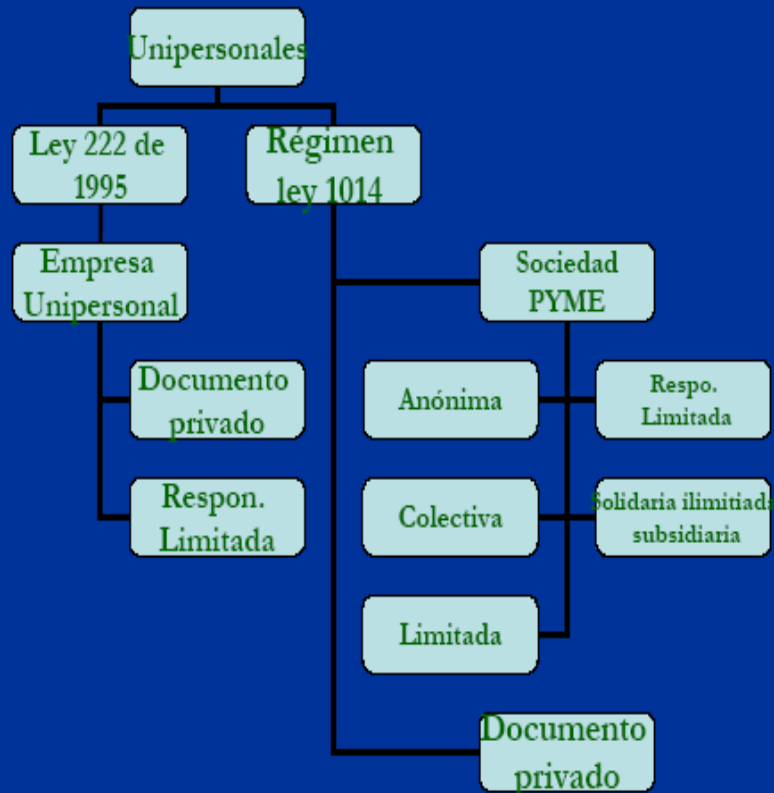 Unipersonales
Ley 222 de
1995
Régimen
ley 1014
Empresa
Unipersonal
Sociedad
PYME
Documento
privado
Anónima
Respo.
Limitada
Respon.
Limitada
Colectiva
Solidaria ilimitiada
subsidiaria
Limitada
Documento
privado